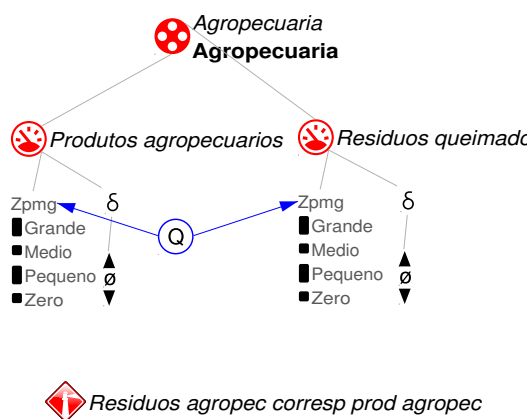 Agropecuaria
Agropecuaria
Produtos agropecuarios
Residuos queimado
Zpmg
δ
Zpmg
δ
Grande
Q
Grande
Medio
Medio
Pequeno
ø
Pequeno
ø
Zero
Zero
Residuos agropec corresp prod agropec